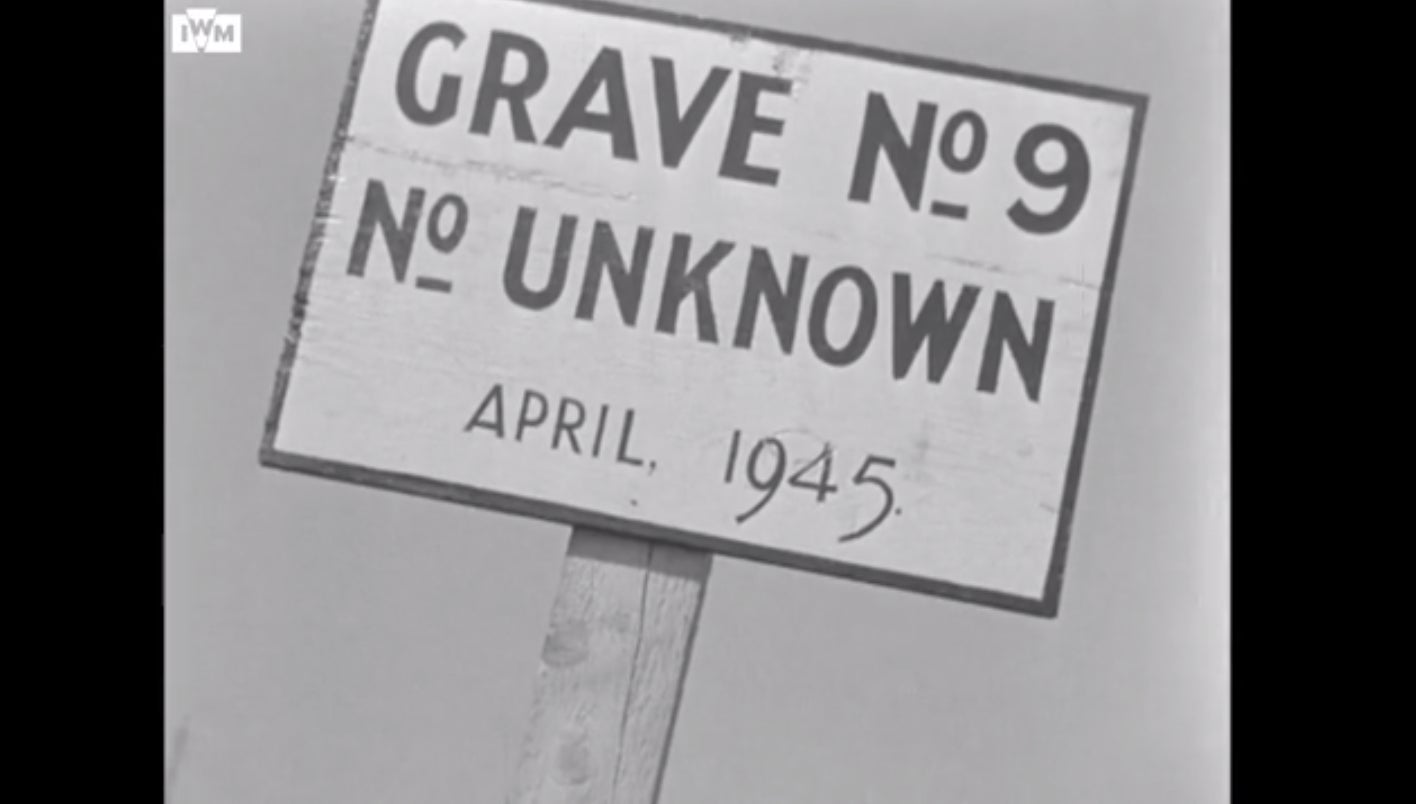 IWM
GRAVE Nº 9
Nº UNKNOWN
APRIL, 1945.